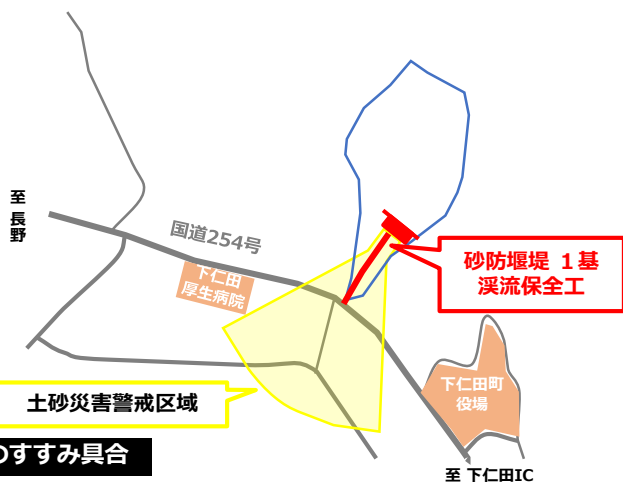 至
長
野
国道254号
下仁田
厚生病院
砂防堰堤 1基
渓流保全工
下仁田町
役場
土砂災害警戒区域
のすすみ具合
至 下仁田IC